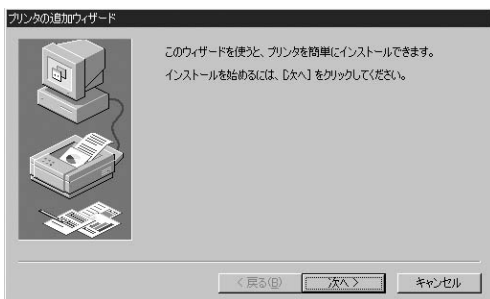 プリンタの追加ウィザード
このウィザードを使うと、プリンタを簡単にインストールできます。
インストールを始めるには、[次へ] をクリックしてください。
< 戻る(B)
次へ >
キャンセル